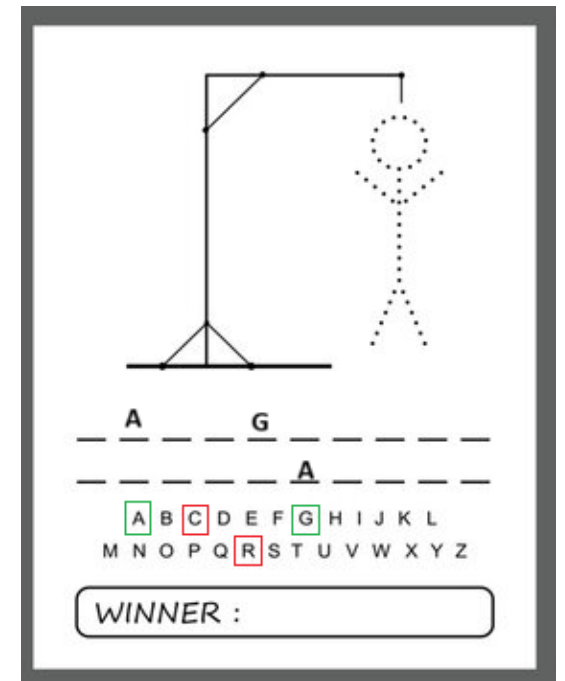 A G
A
A B C D E F G H I J K L
M N O P Q R S T U V W X Y Z
WINNER :